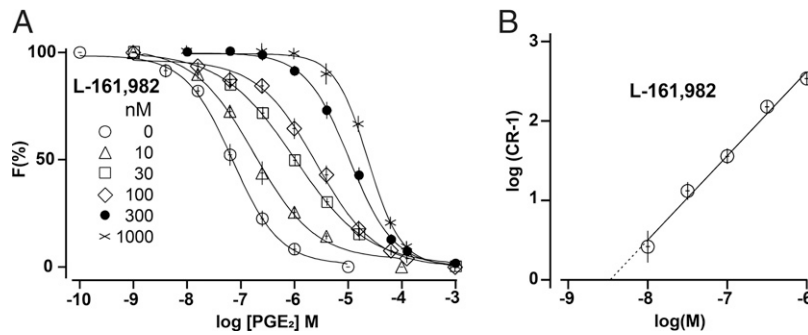 A
B
100
50
0
F(%)
L-161,982
nM
0
10
30
100
300
1000
-10 -9 -8 -7 -6 -5 -4 -3
log [PGE₂] M
3
2
1
0
log (CR-1)
L-161,982
-9 -8 -7 -6
log(M)